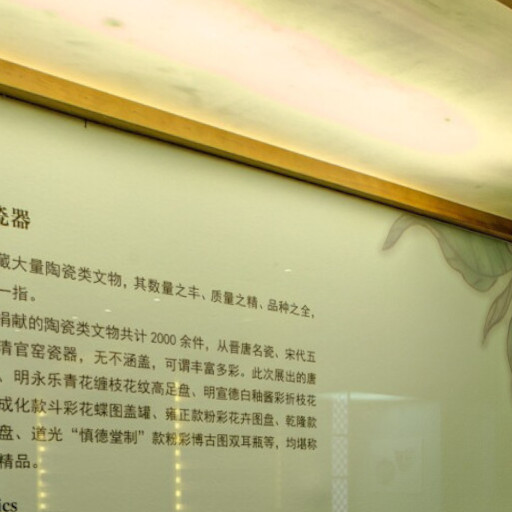 瓷器
藏大量陶瓷类文物，其数量之丰、质量之精、品种之全，
一指。
捐献的陶瓷类文物共计 2000 余件，从晋唐名瓷、宋代五
清官窑瓷器，无不涵盖，可谓丰富多彩。此次展出的唐
、明永乐青花缠枝花纹高足盘、明宣德白釉酱彩折枝花
成化款斗彩花蝶图盖罐、雍正款粉彩花卉图盘、乾隆款
盘、道光“慎德堂制”款粉彩博古图双耳瓶等，均堪称
精品。
ics